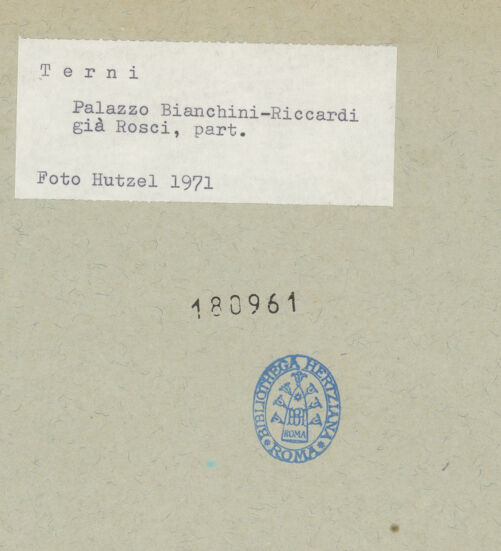 Terni
Palazzo Bianchini-Riccardi
già Rosci, part.
Foto Hutzel 1971
180961
BIBLIOTHECA HERTZIANA
ROMA
ROMA